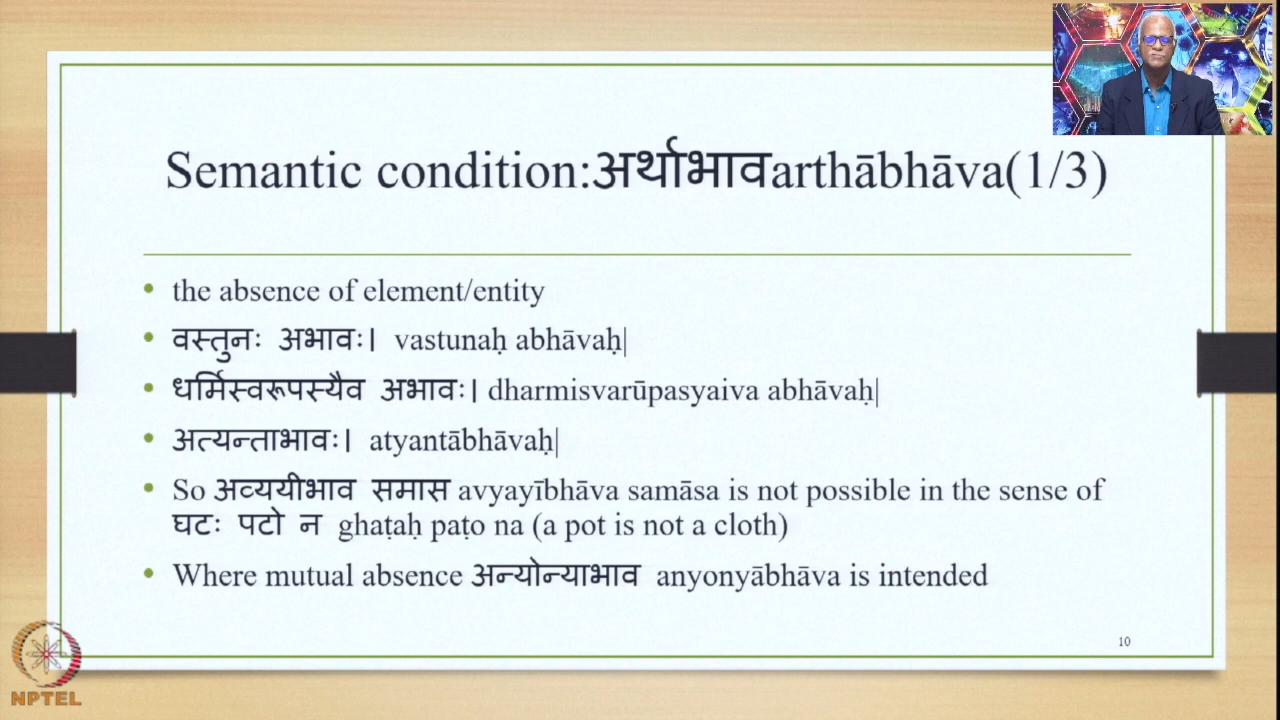 Semantic condition:अर्थाभावarthābhāva(1/3)
the absence of element/entity
वस्तुनः अभावः। vastunaḥ abhāvaḥ|
धर्मिस्वरूपस्यैव अभावः। dharmisvarūpasyaiva abhāvaḥ|
अत्यन्ताभावः। atyantābhāvaḥ|
So अव्ययीभाव समास avyayībhāva samāsa is not possible in the sense of
घटः पटो न ghaṭaḥ paṭo na (a pot is not a cloth)
Where mutual absence अन्योन्याभाव anyonyābhāva is intended
10
NPTEL